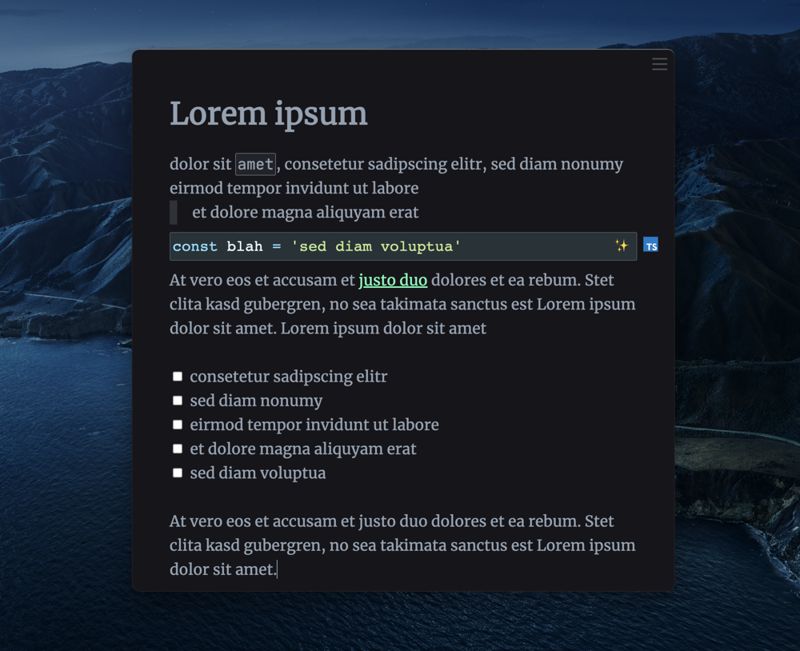 Lorem ipsum
dolor sit amet, consetetur sadipscing elitr, sed diam nonumy
eirmod tempor invidunt ut labore
et dolore magna aliquyam erat
const blah = 'sed diam voluptua'
TS
At vero eos et accusam et justo duo dolores et ea rebum. Stet
clita kasd gubergren, no sea takimata sanctus est Lorem ipsum
dolor sit amet. Lorem ipsum dolor sit amet
consetetur sadipscing elitr
sed diam nonumy
eirmod tempor invidunt ut labore
et dolore magna aliquyam erat
sed diam voluptua
At vero eos et accusam et justo duo dolores et ea rebum. Stet
clita kasd gubergren, no sea takimata sanctus est Lorem ipsum
dolor sit amet.